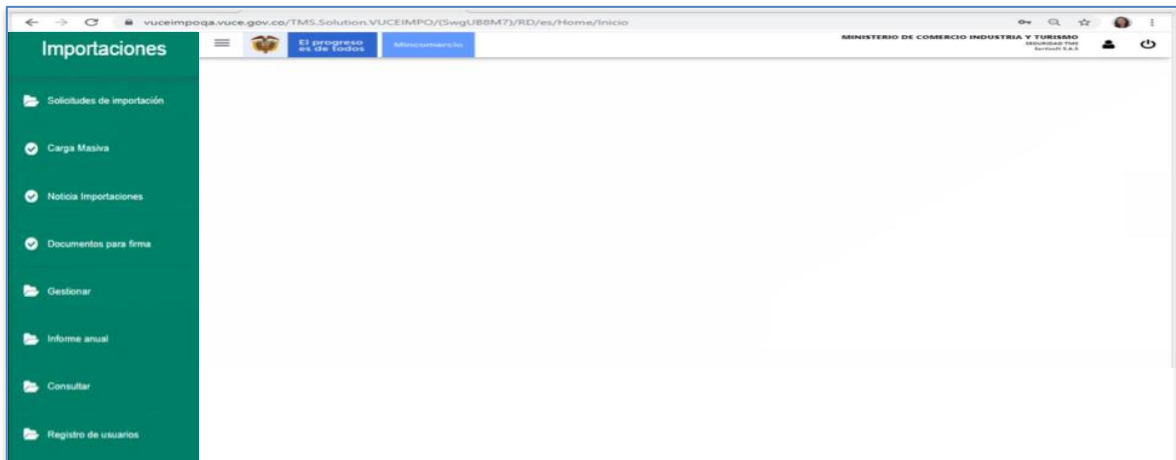 vuceimpoqa.vuce.gov.co/TMS.Solution.VUCEIMPO/(SwgUB8M7)/RD/es/Home/Inicio
Importaciones
El progreso
es de todos
Mincomercio
MINISTERIO DE COMERCIO INDUSTRIA Y TURISMO
SEGURIDAD TMS
Solicitudes de importación
Carga Masiva
Noticia Importaciones
Documentos para firma
Gestionar
Informe anual
Consultar
Registro de usuarios